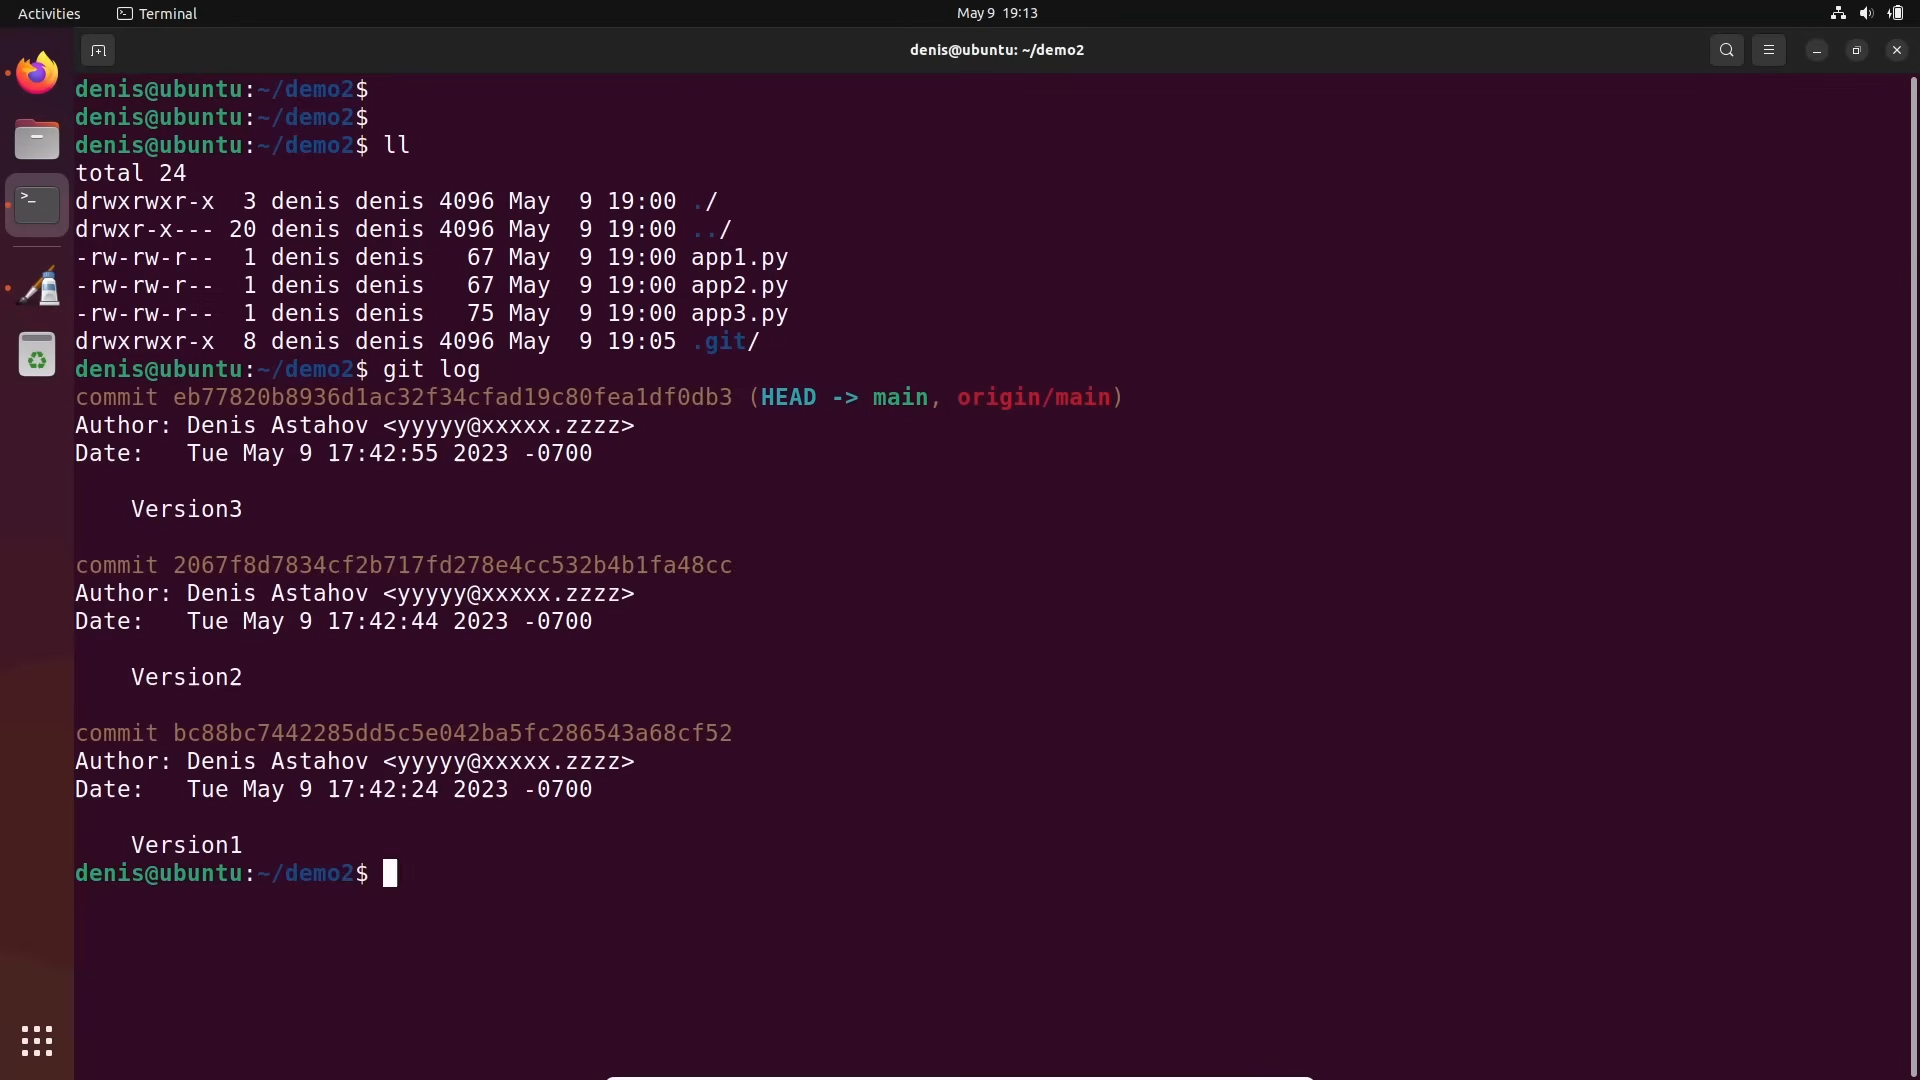 Activities
Terminal
May 9 19:13
denis@ubuntu: ~/demo2
denis@ubuntu:~/demo2$
denis@ubuntu:~/demo2$
denis@ubuntu:~/demo2$ ll
total 24
drwxrwxr-x  3 denis denis 4096 May  9 19:00 ./
drwxr-x--- 20 denis denis 4096 May  9 19:00 ../
-rw-rw-r--  1 denis denis   67 May  9 19:00 app1.py
-rw-rw-r--  1 denis denis   67 May  9 19:00 app2.py
-rw-rw-r--  1 denis denis   75 May  9 19:00 app3.py
drwxrwxr-x  8 denis denis 4096 May  9 19:05 .git/
denis@ubuntu:~/demo2$ git log
commit eb77820b8936d1ac32f34cfad19c80fea1df0db3 (HEAD -> main, origin/main)
Author: Denis Astahov <yyyyy@xxxxx.zzzz>
Date:   Tue May 9 17:42:55 2023 -0700
Version3
commit 2067f8d7834cf2b717fd278e4cc532b4b1fa48cc
Author: Denis Astahov <yyyyy@xxxxx.zzzz>
Date:   Tue May 9 17:42:44 2023 -0700
Version2
commit bc88bc7442285dd5c5e042ba5fc286543a68cf52
Author: Denis Astahov <yyyyy@xxxxx.zzzz>
Date:   Tue May 9 17:42:24 2023 -0700
Version1
denis@ubuntu:~/demo2$